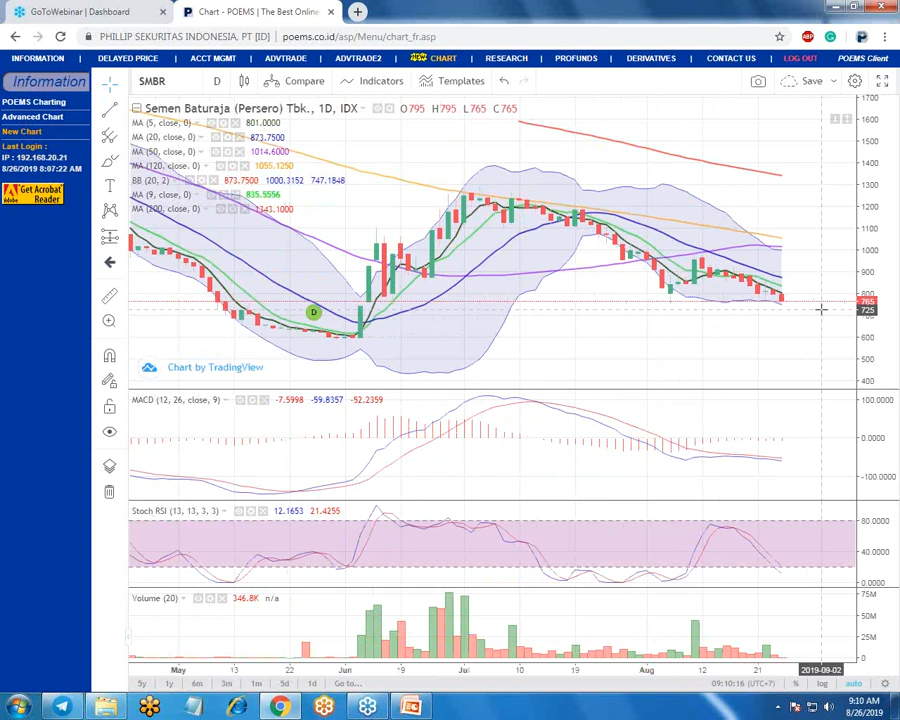 GoToWebinar | Dashboard
Chart - POEMS | The Best Online
PHILLIP SEKURITAS INDONESIA, PT [ID] | poems.co.id/asp/Menu/chart_fr.asp
INFORMATION DELAYED PRICE ACCT MGMT ADVTRADE ADVTRADE2 NEW CHART RESEARCH PROFUNDS DERIVATIVES CONTACT US LOG OUT POEMS Client
Information
POEMS Charting
Advanced Chart
New Chart
Last Login :
IP : 192.168.20.21
8/26/2019 8:07:22 AM
Get Acrobat
Reader
SMBR D Compare Indicators Templates Save
Semen Baturaja (Persero) Tbk., 1D, IDX O795 H795 L765 C765
MA (5, close, 0) 801.0000
MA (20, close, 0) 873.7500
MA (50, close, 0) 1014.6000
MA (120, close, 0) 1055.1250
BB (20, 2) 873.7500 1000.3152 747.1848
MA (9, close, 0) 835.5556
MA (200, close, 0) 1343.1000
1700
1600
1500
1400
1300
1200
1100
1000
900
800
765
725
600
500
400
D
Chart by TradingView
MACD (12, 26, close, 9) -7.5998 -59.8357 -52.2359
100.0000
0.0000
-100.0000
Stoch RSI (13, 13, 3, 3) 12.1653 21.4255
80.0000
40.0000
0.0000
Volume (20) 346.8K n/a
75M
50M
25M
0
May 13 22 Jun 19 Jul 10 19 Aug 12 21 2019-09-02
5y 1y 6m 3m 1m 5d 1d Go to... 09:10:16 (UTC+7) % log auto
9:10 AM
8/26/2019